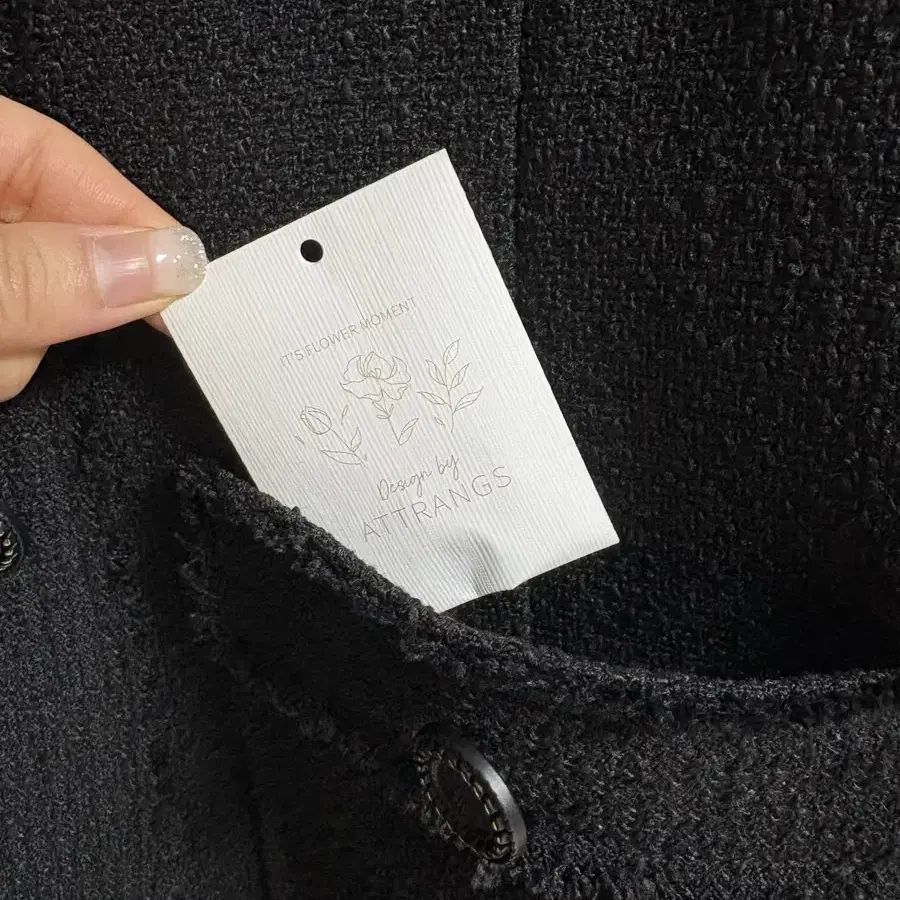 IT'S FLOWER MOMENT
Design by
ATTRANGS